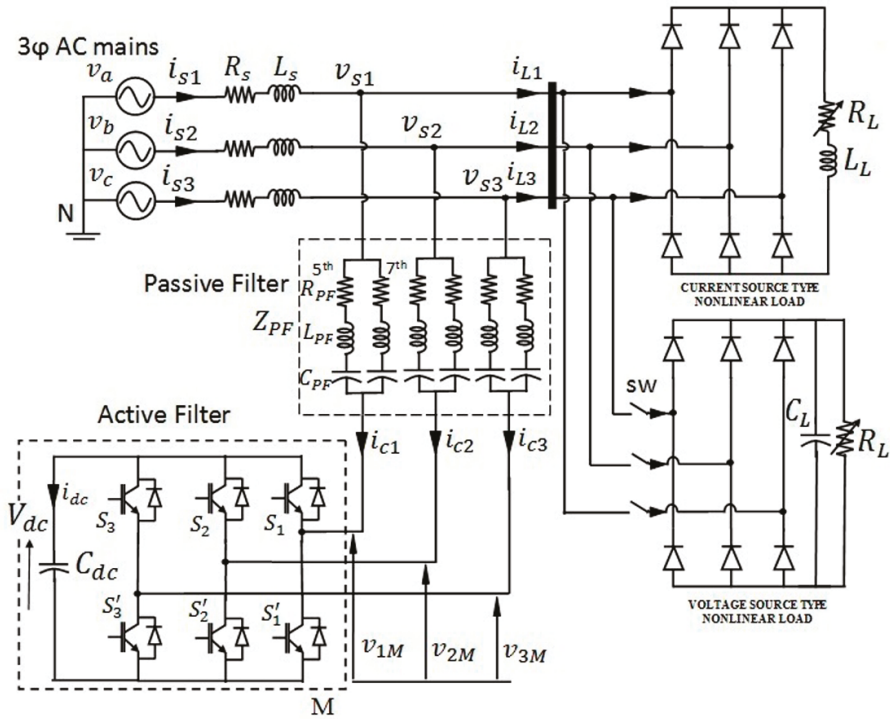 3φ AC mains
v_a
i_s1
R_s
L_s
v_s1
i_L1
v_b
i_s2
v_s2
i_L2
v_c
i_s3
v_s3
i_L3
N
R_L
L_L
CURRENT SOURCE TYPE
NONLINEAR LOAD
Passive Filter
5th
7th
R_PF
Z_PF
L_PF
C_PF
SW
C_L
R_L
VOLTAGE SOURCE TYPE
NONLINEAR LOAD
Active Filter
i_c1
i_c2
i_c3
i_dc
V_dc
C_dc
S_3
S_2
S_1
S'_3
S'_2
S'_1
v_1M
v_2M
v_3M
M